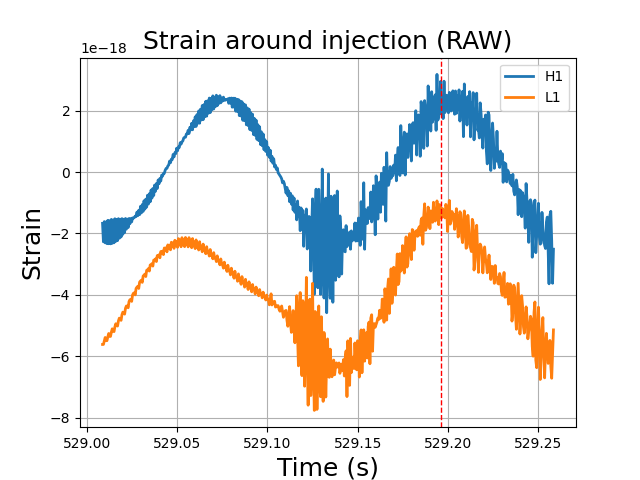 Strain around injection (RAW)
1e−18
H1
L1
2
0
−2
−4
−6
−8
Strain
529.00 529.05 529.10 529.15 529.20 529.25
Time (s)